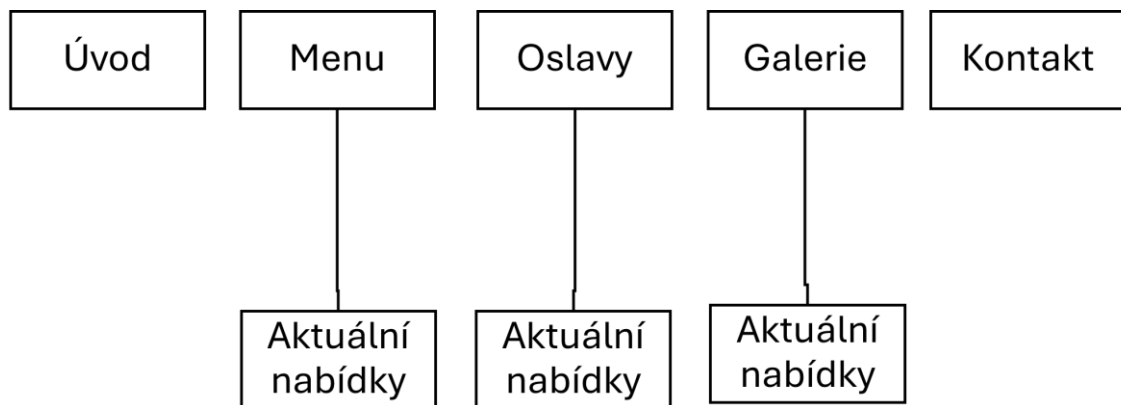 Úvod
Menu
Oslavy
Galerie
Kontakt
Aktuální
nabídky
Aktuální
nabídky
Aktuální
nabídky